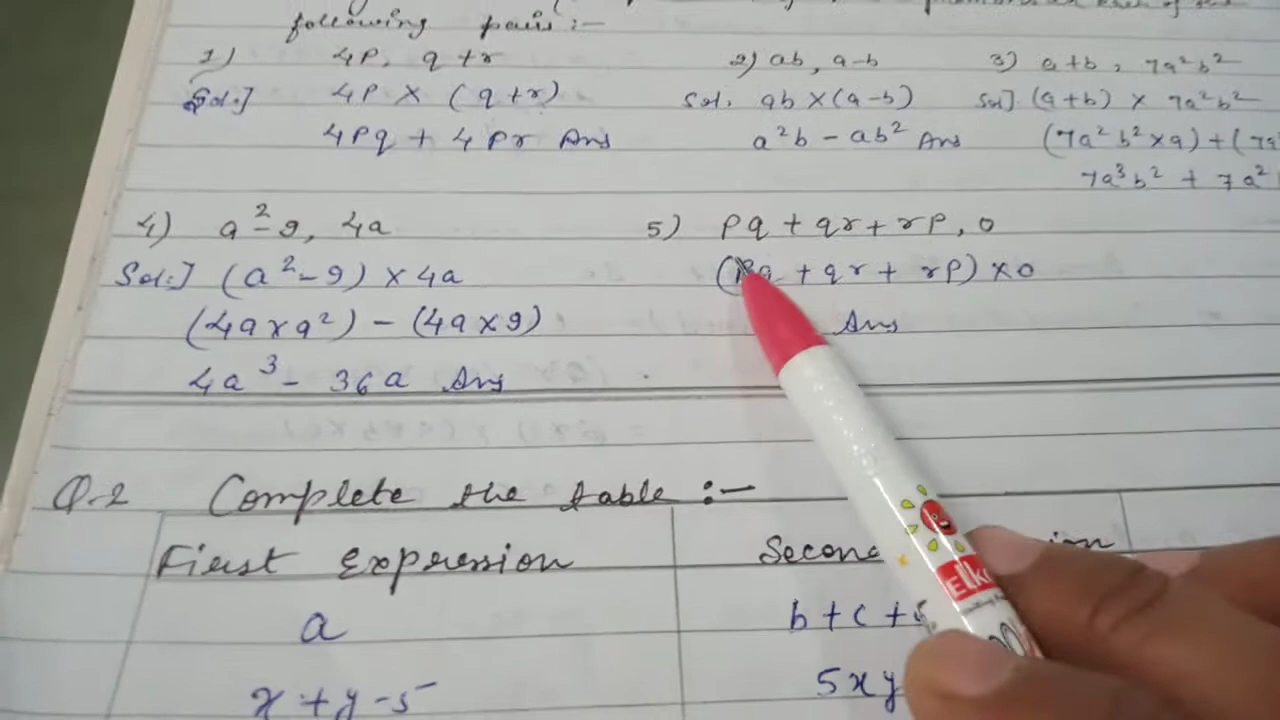 following pair :-
1) 4p, q+r
Sol:] 4p × (q+r)
4pq + 4pr Ans
2) ab, a-b
Sol. ab × (a-b)
a²b - ab² Ans
3) a+b, 7a²b²
Sol]. (a+b) × 7a²b²
(7a²b² × a) + (7a
7a³b² + 7a²
4) a²-9, 4a
Sol:] (a²-9) × 4a
(4a×a²) - (4a×9)
4a³ - 36a Ans
5) pq + qr + rp, 0
(pq + qr + rp) × 0
Ans
Q.2 Complete the table :-
First Expression
Second
a
b + c +
x + y - 5
5xy
Elk